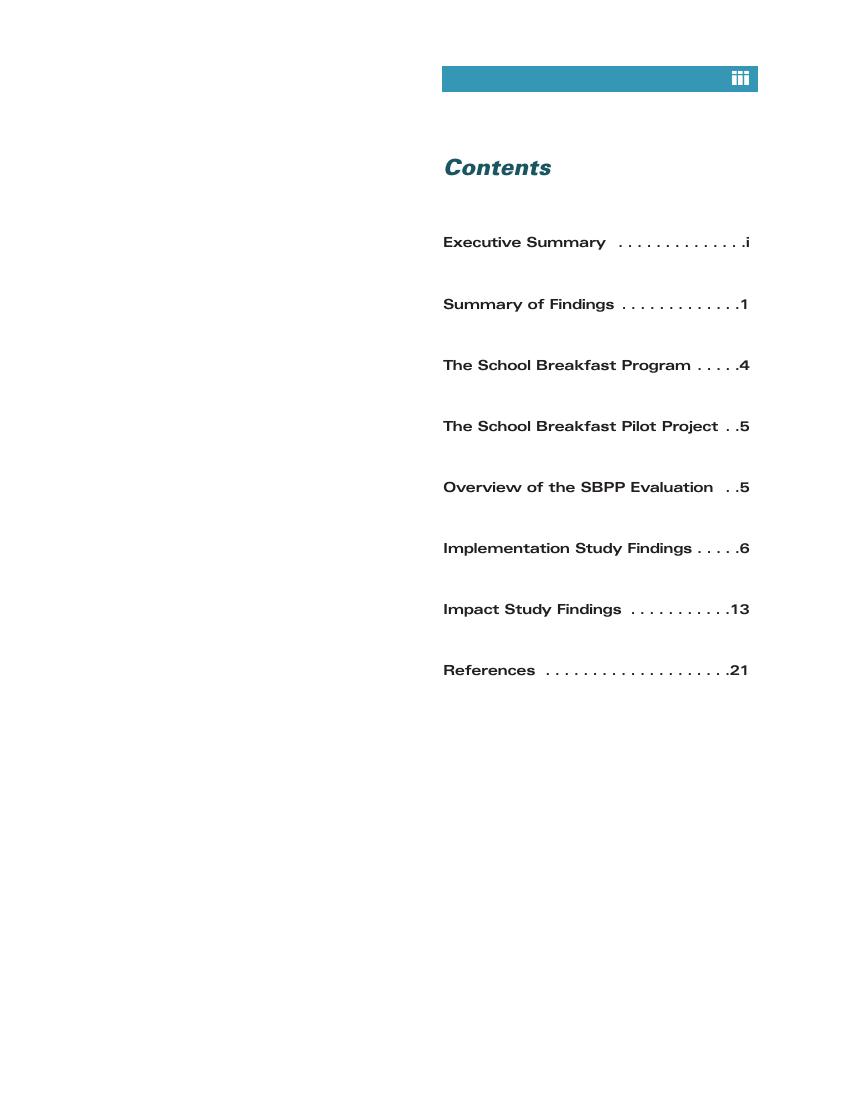 iii
Contents
Executive Summary . . . . . . . . . . . . . .i
Summary of Findings . . . . . . . . . . . . .1
The School Breakfast Program . . . . .4
The School Breakfast Pilot Project . .5
Overview of the SBPP Evaluation . .5
Implementation Study Findings . . . . .6
Impact Study Findings . . . . . . . . . . .13
References . . . . . . . . . . . . . . . . . . . .21